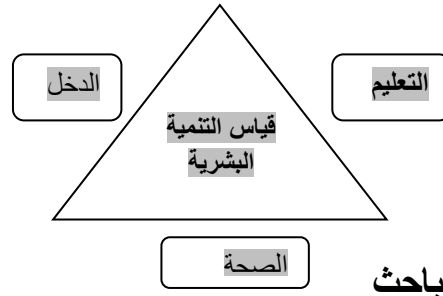 التعليم
الدخل
قياس التنمية
البشرية
الصحة
باحث